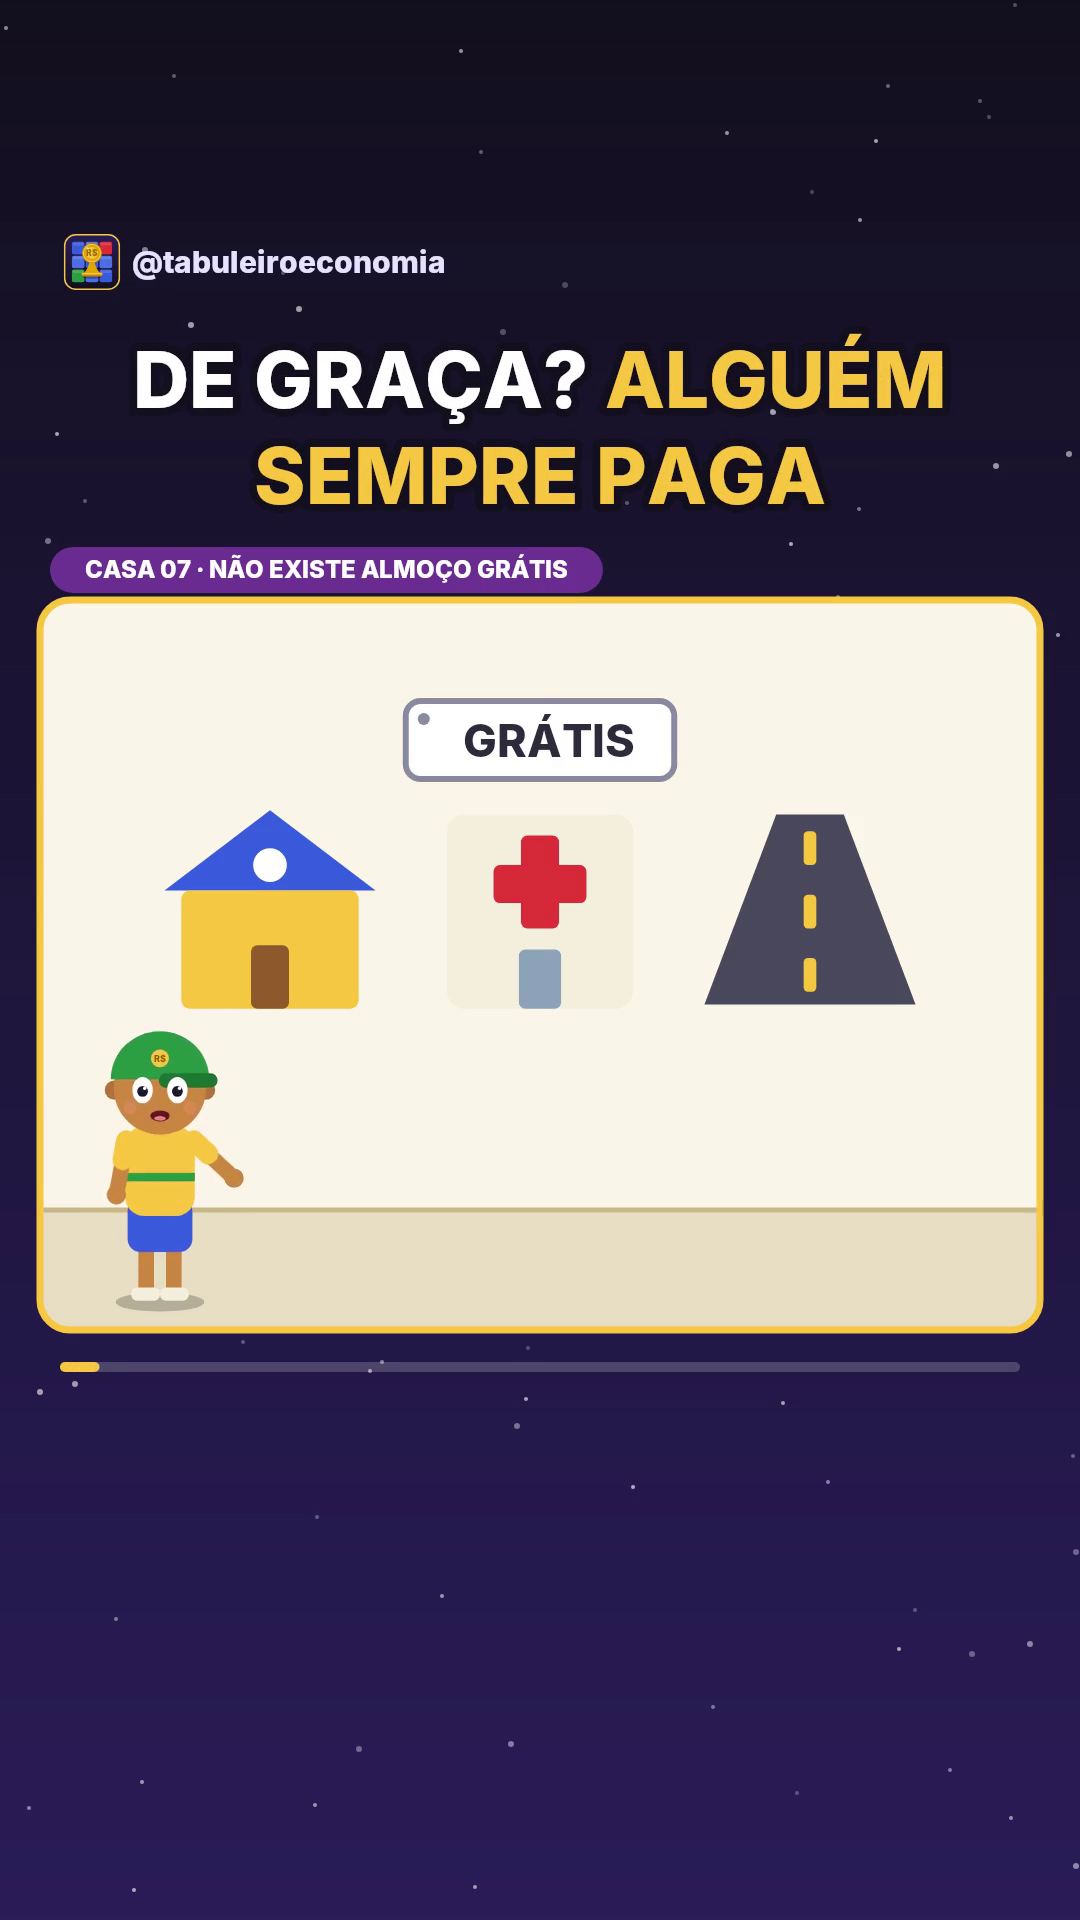 R$
@tabuleiroeconomia
DE GRAÇA? ALGUÉM
SEMPRE PAGA
CASA 07 · NÃO EXISTE ALMOÇO GRÁTIS
GRÁTIS
R$